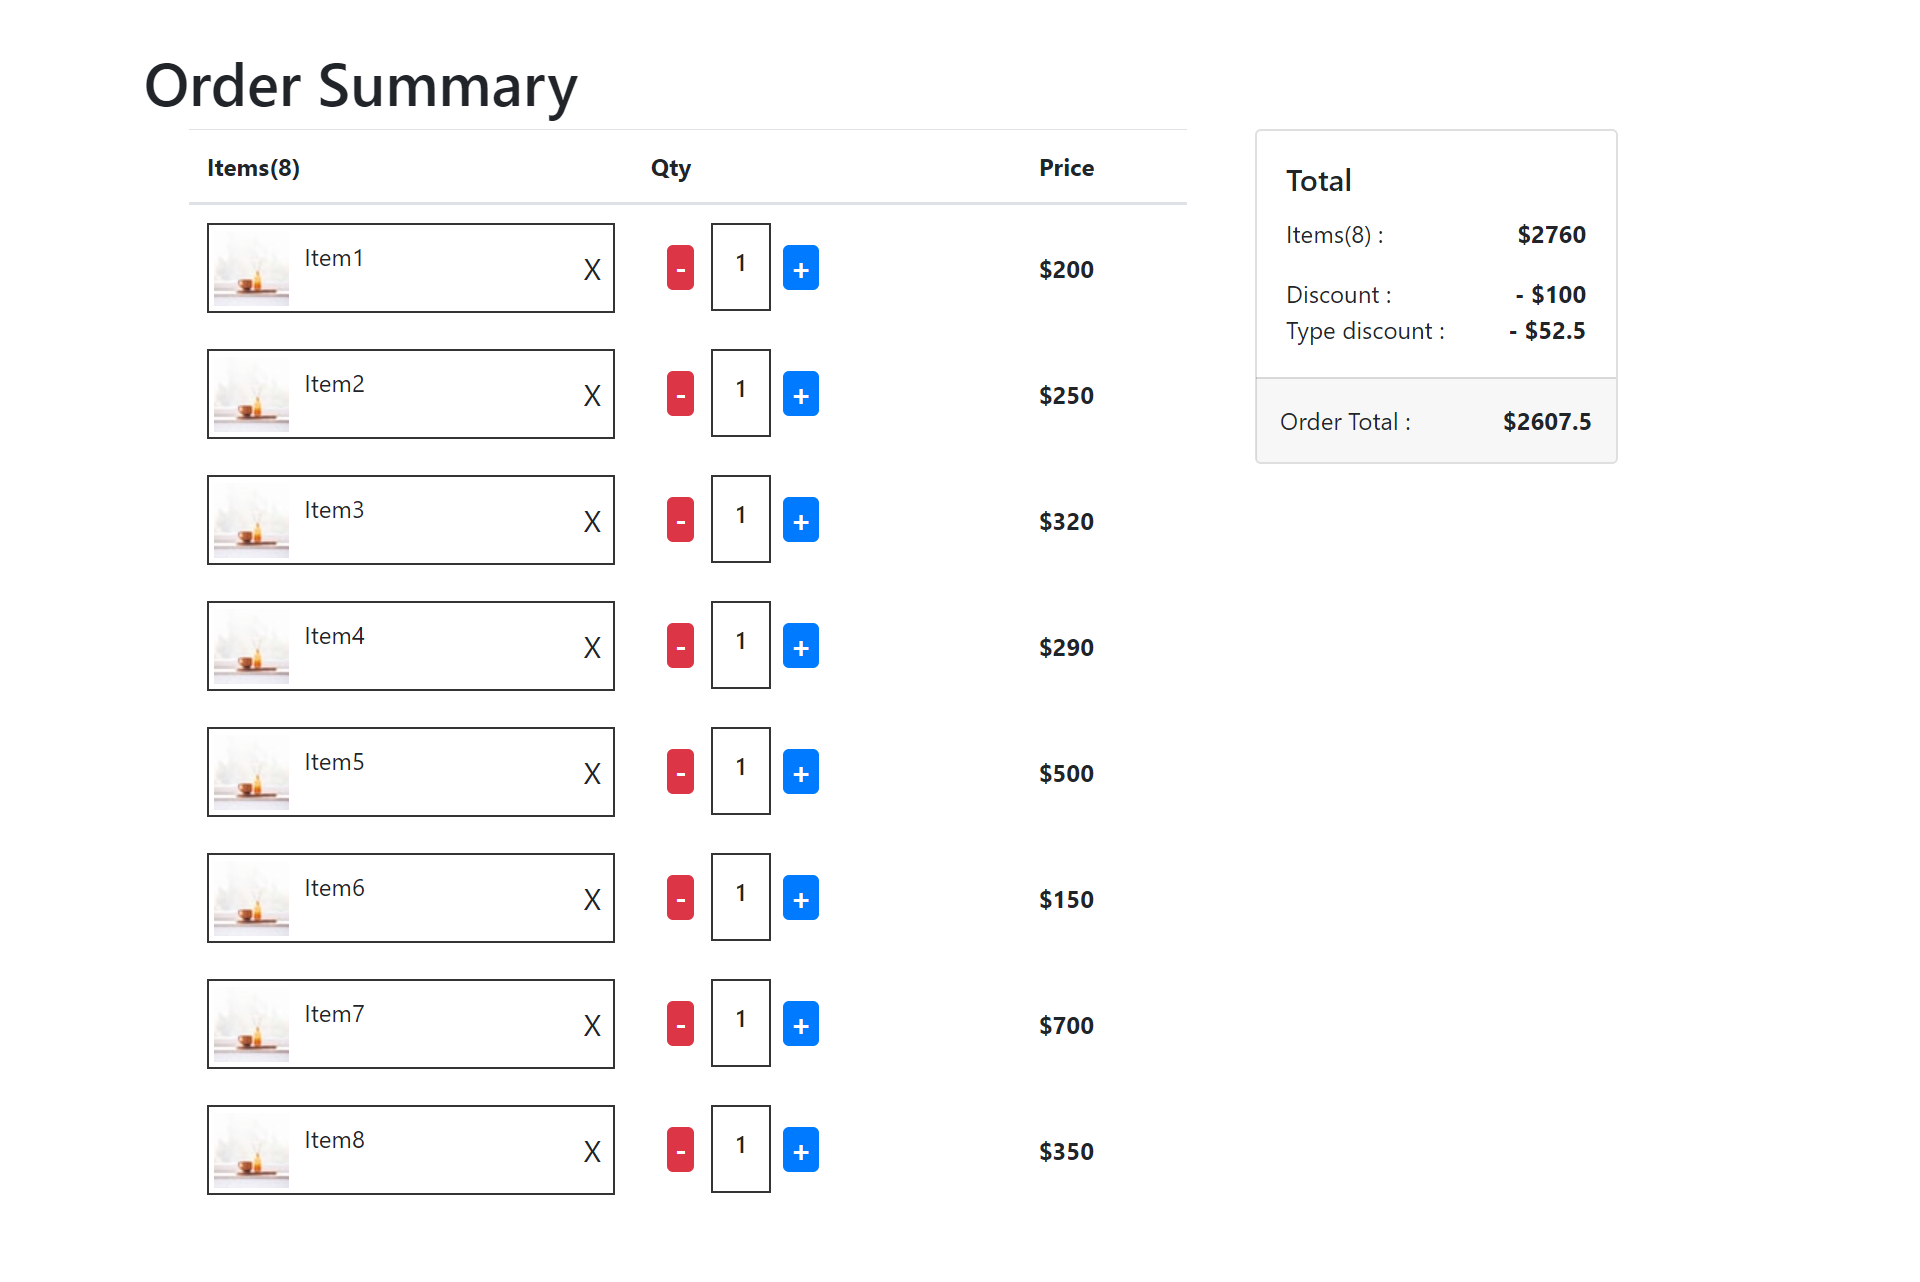 Order Summary
Items(8) Qty Price
Item1 X - 1 + $200
Item2 X - 1 + $250
Item3 X - 1 + $320
Item4 X - 1 + $290
Item5 X - 1 + $500
Item6 X - 1 + $150
Item7 X - 1 + $700
Item8 X - 1 + $350
Total
Items(8) : $2760
Discount : - $100
Type discount : - $52.5
Order Total : $2607.5